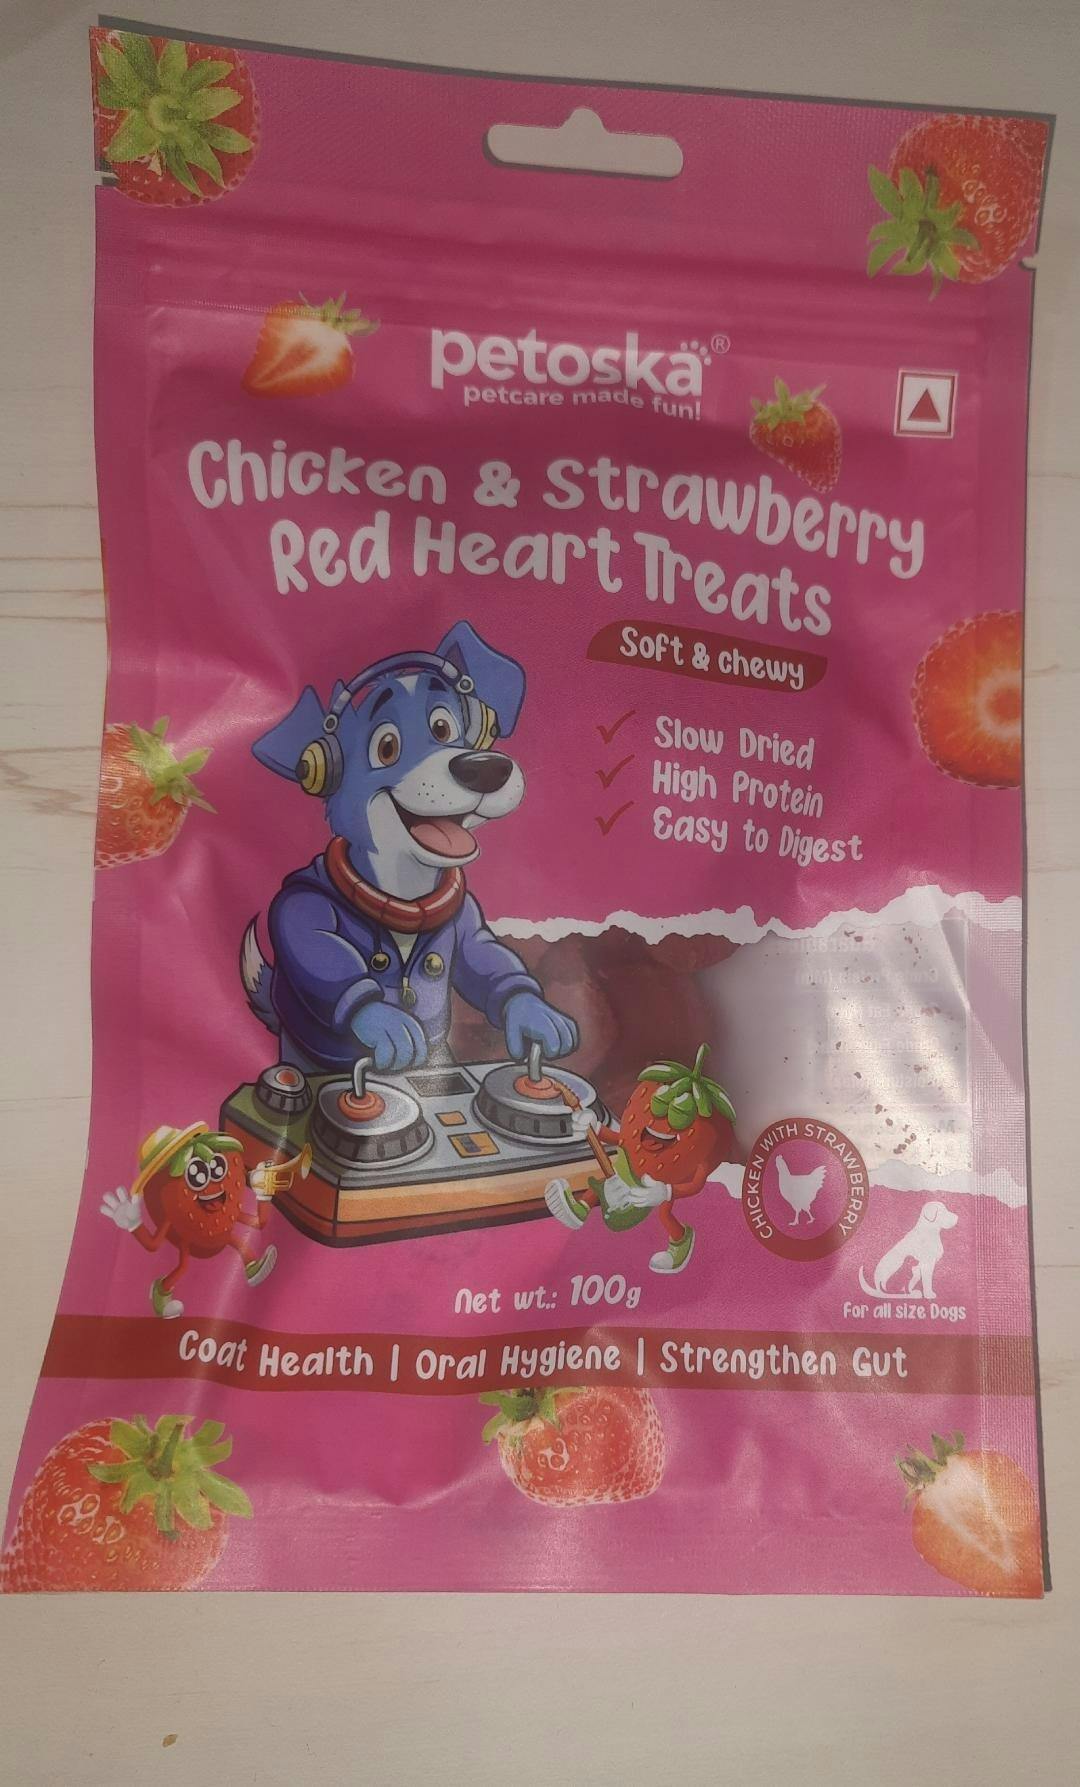 petoska®
petcare made fun!
Chicken & Strawberry
Red Heart Treats
Soft & chewy
✓ Slow Dried
✓ High Protein
✓ Easy to Digest
CHICKEN WITH STRAWBERRY
For all size Dogs
Net wt.: 100g
Coat Health | Oral Hygiene | Strengthen Gut